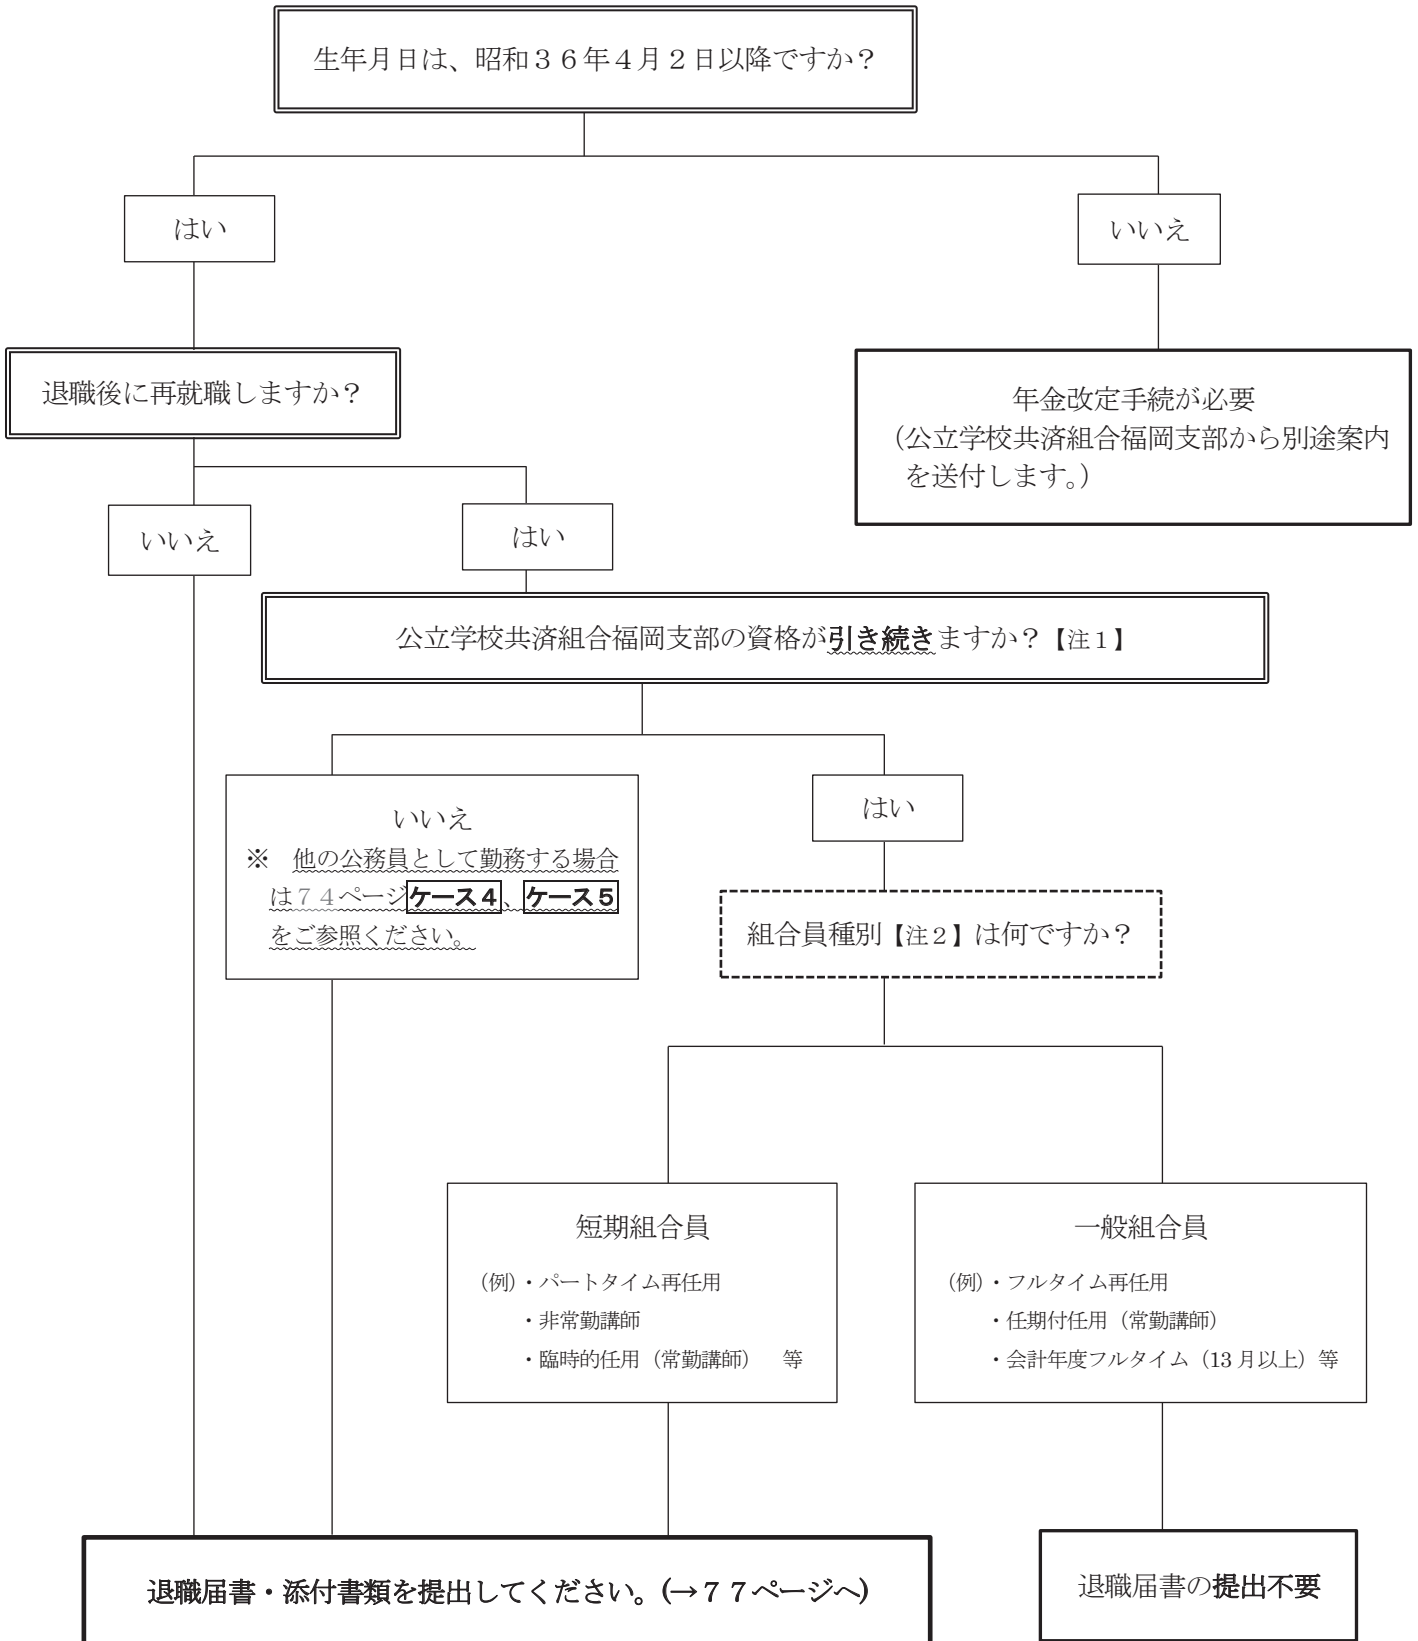 生年月日は、昭和３６年４月２日以降ですか？
はい
いいえ
退職後に再就職しますか？
年金改定手続が必要
（公立学校共済組合福岡支部から別途案内
を送付します。）
いいえ
はい
公立学校共済組合福岡支部の資格が引き続きますか？【注１】
いいえ
※　他の公務員として勤務する場合
は７４ページケース４、ケース５
をご参照ください。
はい
組合員種別【注２】は何ですか？
短期組合員
（例）・パートタイム再任用
・非常勤講師
・臨時的任用（常勤講師）　等
一般組合員
（例）・フルタイム再任用
・任期付任用（常勤講師）
・会計年度フルタイム（13 月以上）等
退職届書・添付書類を提出してください。(→７７ページへ)
退職届書の提出不要